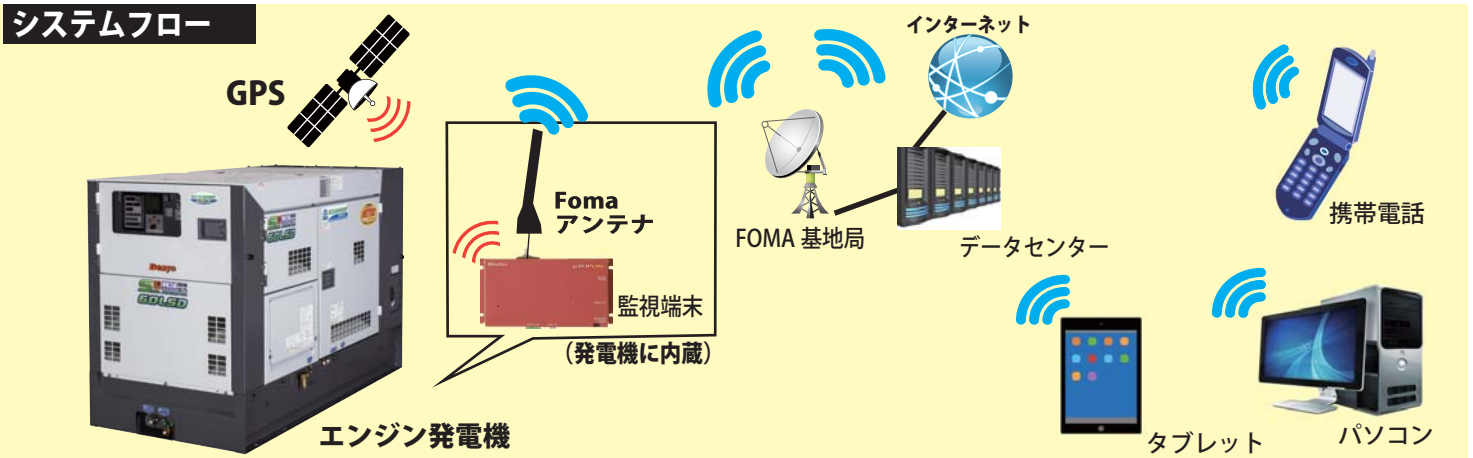 システムフロー
GPS
インターネット
Foma
アンテナ
FOMA 基地局
データセンター
携帯電話
監視端末
（発電機に内蔵）
Denyo
60LSD
60LSD
エンジン発電機
タブレット
パソコン